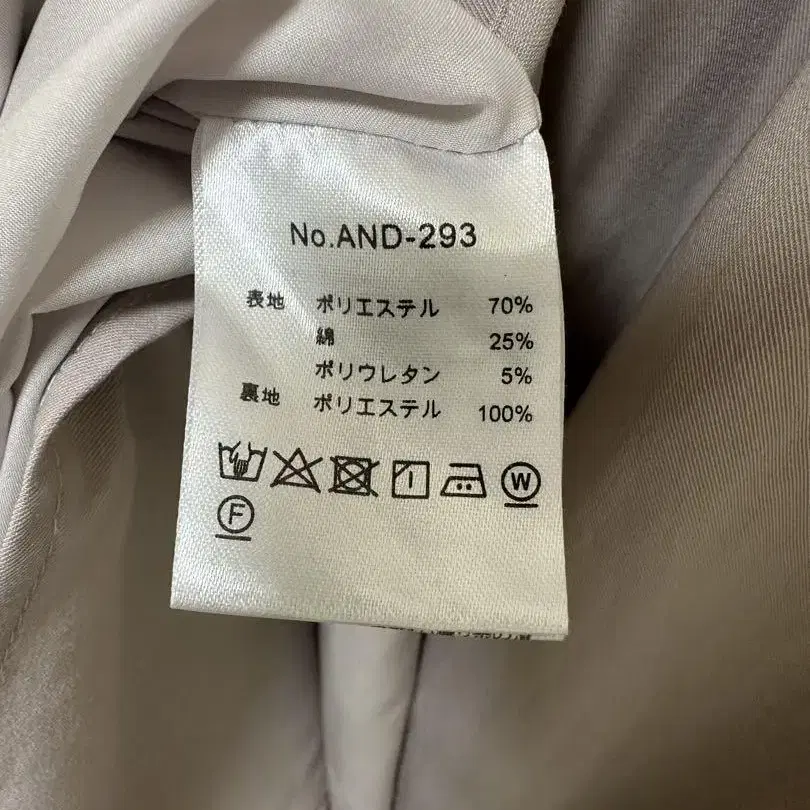 No.AND-293
表地 ポリエステル 70%
綿 25%
ポリウレタン 5%
裏地 ポリエステル 100%
W
F